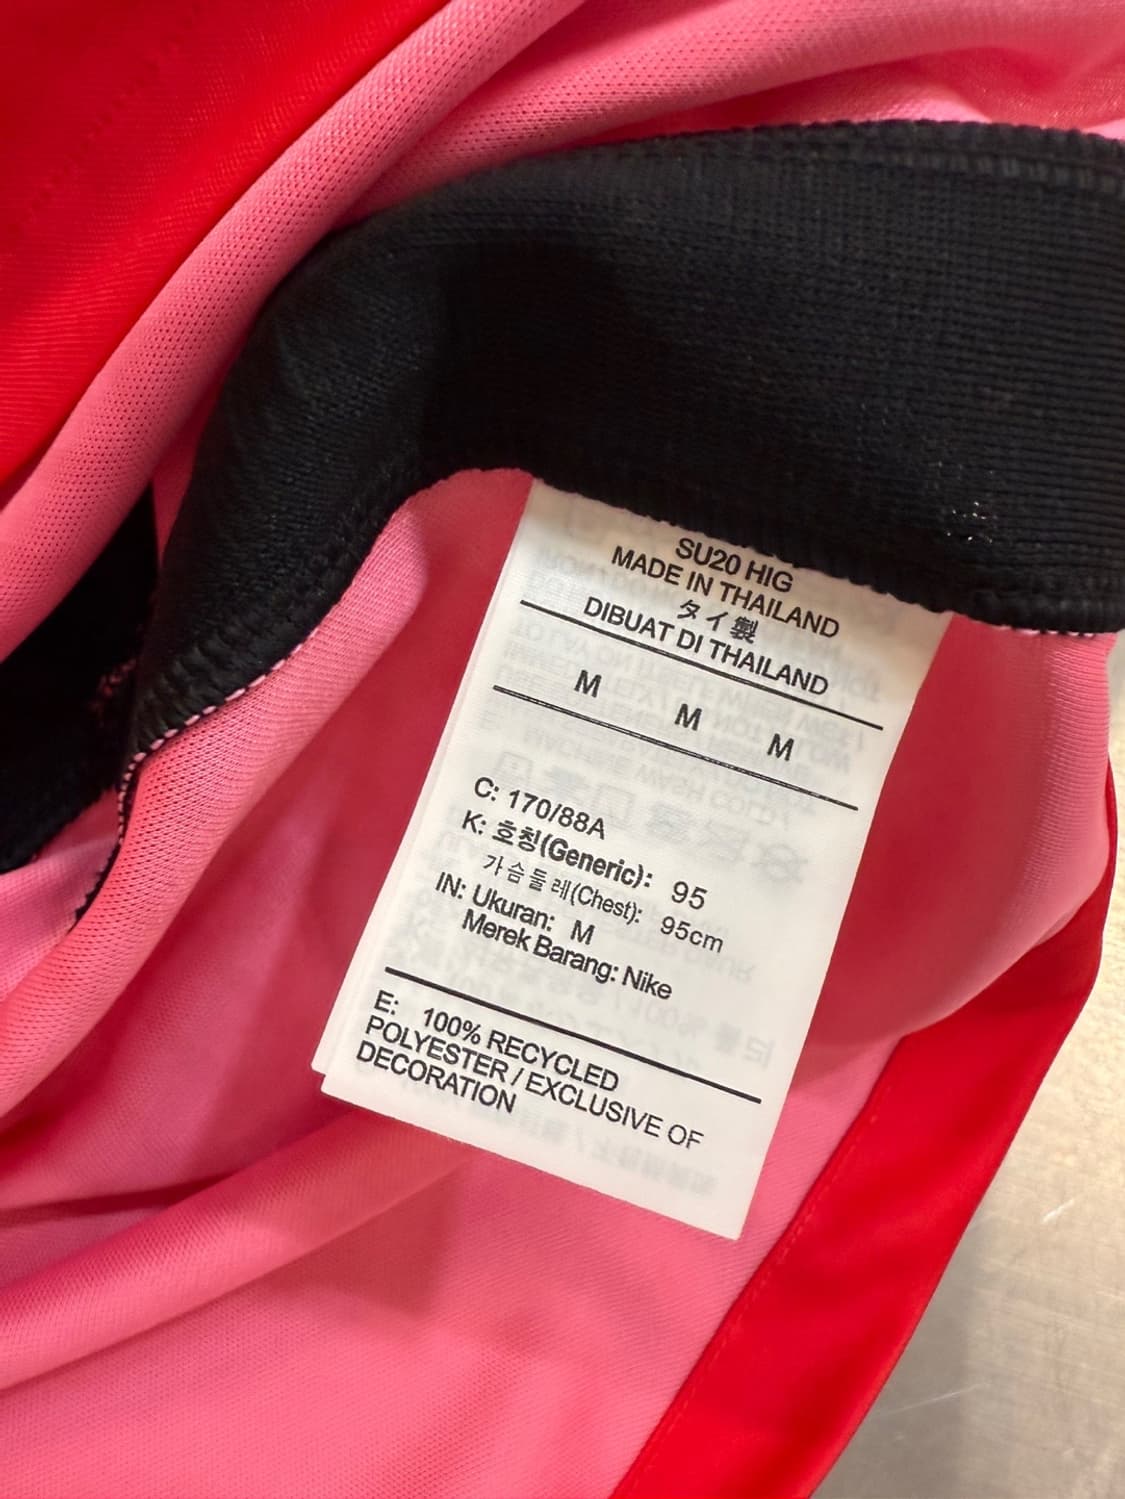 SU20 HIG
MADE IN THAILAND
タイ製
DIBUAT DI THAILAND
M M M
C: 170/88A
K: 호칭(Generic): 95
가슴둘레(Chest): 95cm
IN: Ukuran: M
Merek Barang: Nike
E: 100% RECYCLED
POLYESTER / EXCLUSIVE OF
DECORATION